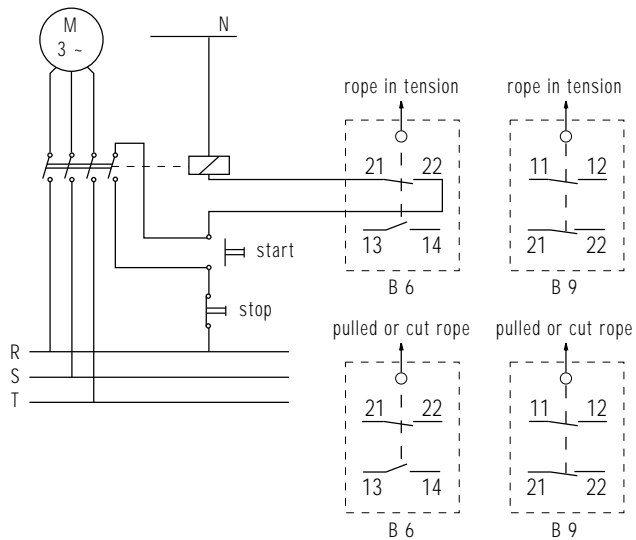 M
3 ~
N
rope in tension
21 22
13 14
B 6
rope in tension
11 12
21 22
B 9
start
stop
R
S
T
pulled or cut rope
21 22
13 14
B 6
pulled or cut rope
11 12
21 22
B 9